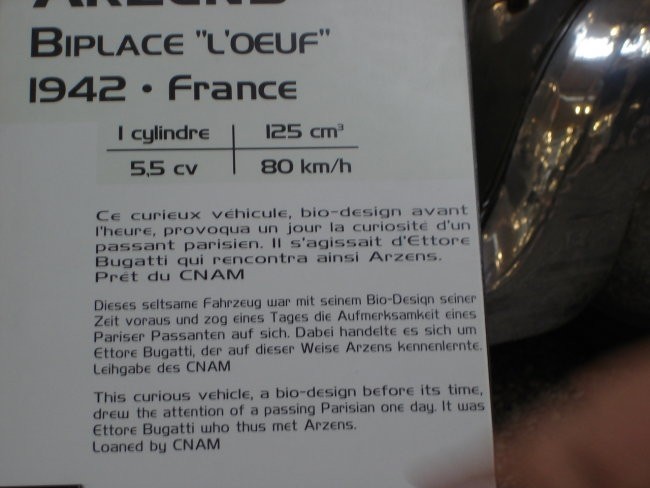 ARZENS
BIPLACE "L'OEUF"
1942 • France
1 cylindre 125 cm³
5,5 cv 80 km/h
Ce curieux véhicule, bio-design avant
l'heure, provoqua un jour la curiosité d'un
passant parisien. Il s'agissait d'Ettore
Bugatti qui rencontra ainsi Arzens.
Prêt du CNAM
Dieses seltsame Fahrzeug war mit seinem Bio-Design seiner
Zeit voraus und zog eines Tages die Aufmerksamkeit eines
Pariser Passanten auf sich. Dabei handelte es sich um
Ettore Bugatti, der auf dieser Weise Arzens kennenlernte.
Leihgabe des CNAM
This curious vehicle, a bio-design before its time,
drew the attention of a passing Parisian one day. It was
Ettore Bugatti who thus met Arzens.
Loaned by CNAM